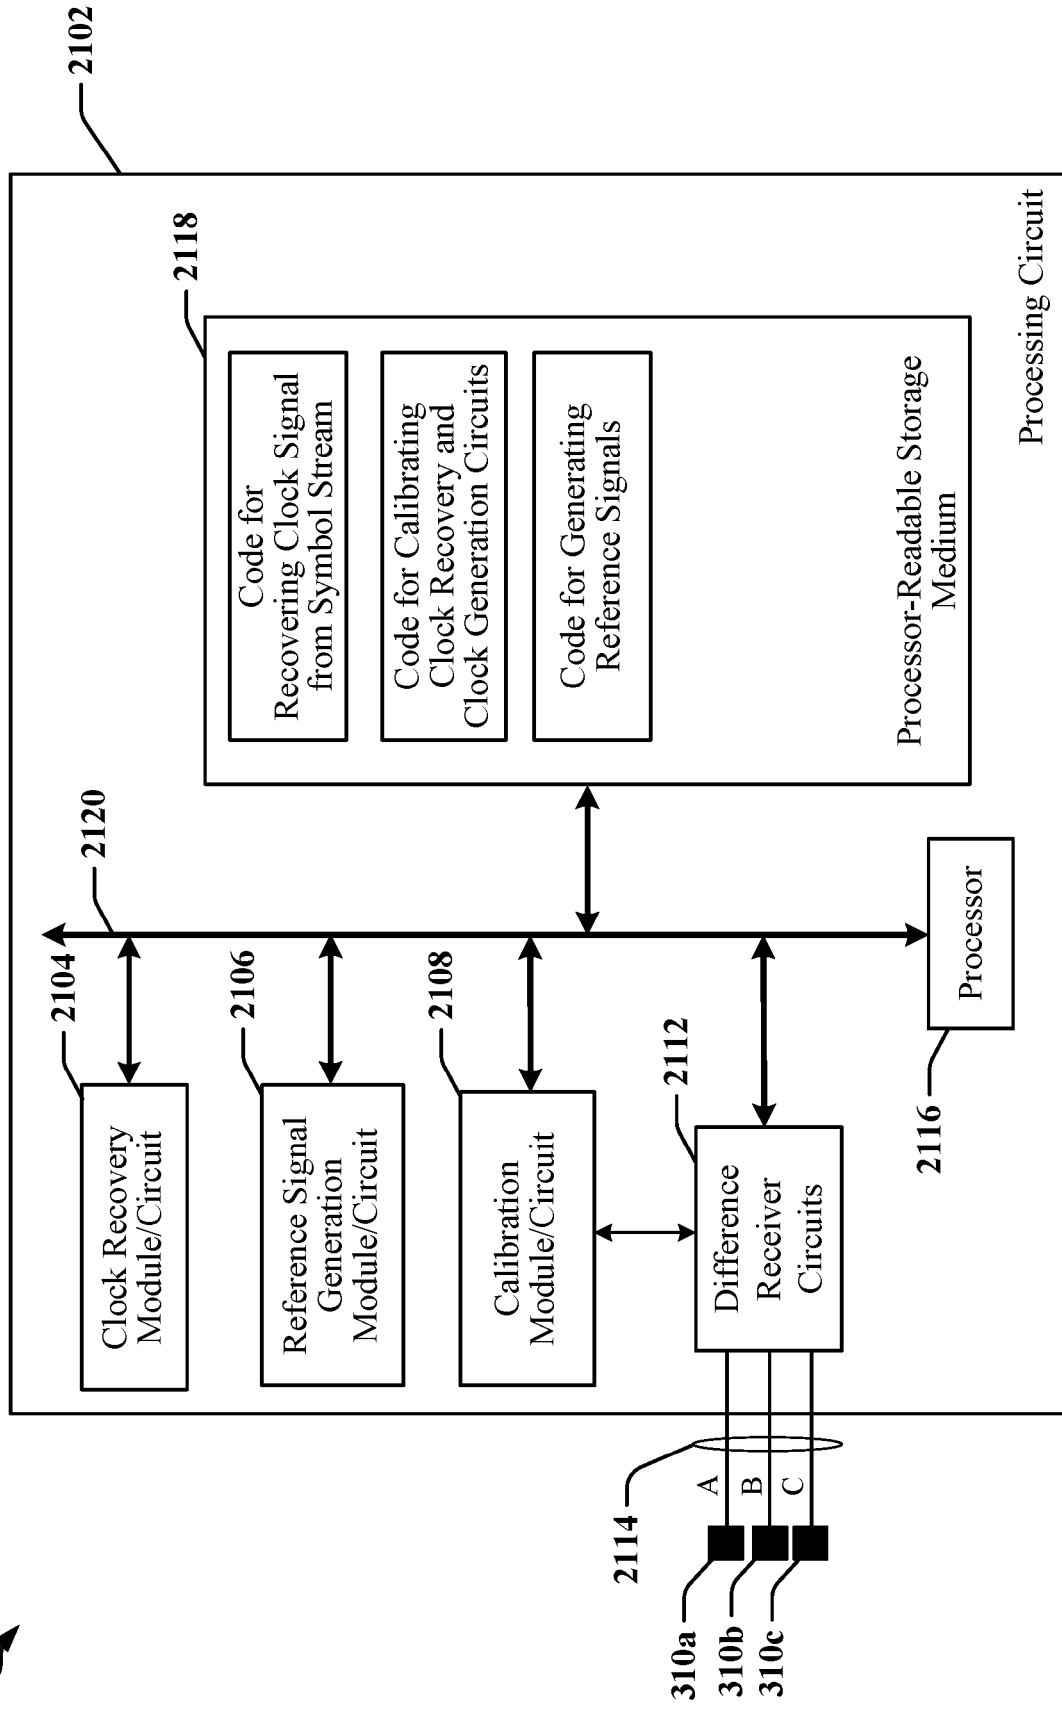 2102
2118
Code for
Recovering Clock Signal
from Symbol Stream
Code for Calibrating
Clock Recovery and
Clock Generation Circuits
Code for Generating
Reference Signals
Processor-Readable Storage
Medium
Processing Circuit
2120
2104
Clock Recovery
Module/Circuit
2106
Reference Signal
Generation
Module/Circuit
2108
Calibration
Module/Circuit
2112
Difference
Receiver
Circuits
2116
Processor
2114
A
B
C
310a
310b
310c